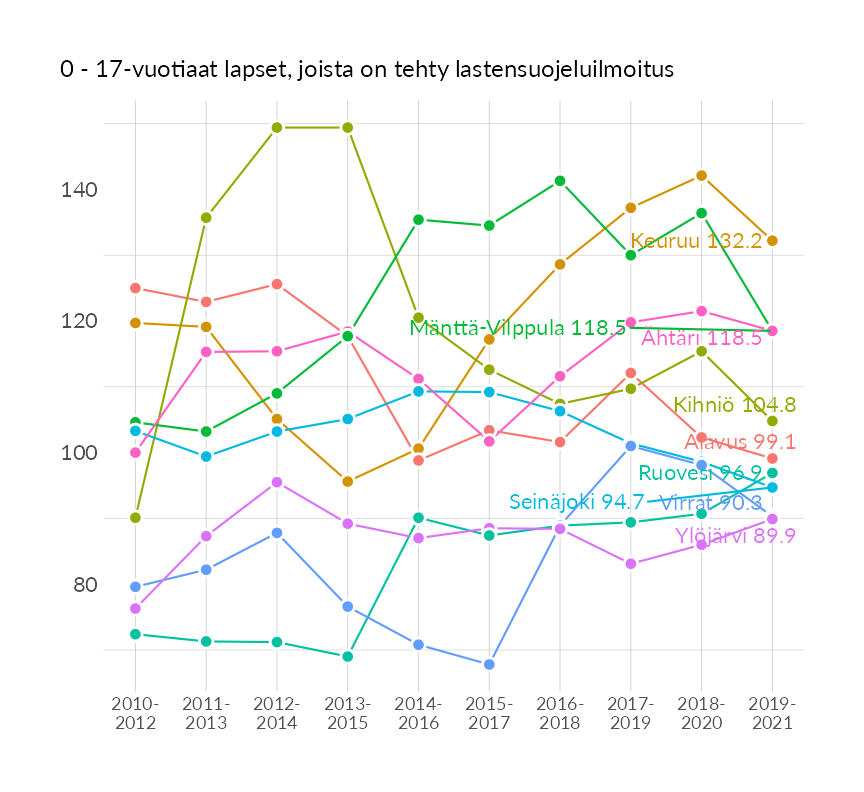 0 - 17-vuotiaat lapset, joista on tehty lastensuojeluilmoitus
140
120
100
80
Keuruu 132.2
Mänttä-Vilppula 118.5
Ähtäri 118.5
Kihniö 104.8
Alavus 99.1
Ruovesi 96.9
Seinäjoki 94.7
Virrat 90.3
Ylöjärvi 89.9
2010-2012
2011-2013
2012-2014
2013-2015
2014-2016
2015-2017
2016-2018
2017-2019
2018-2020
2019-2021